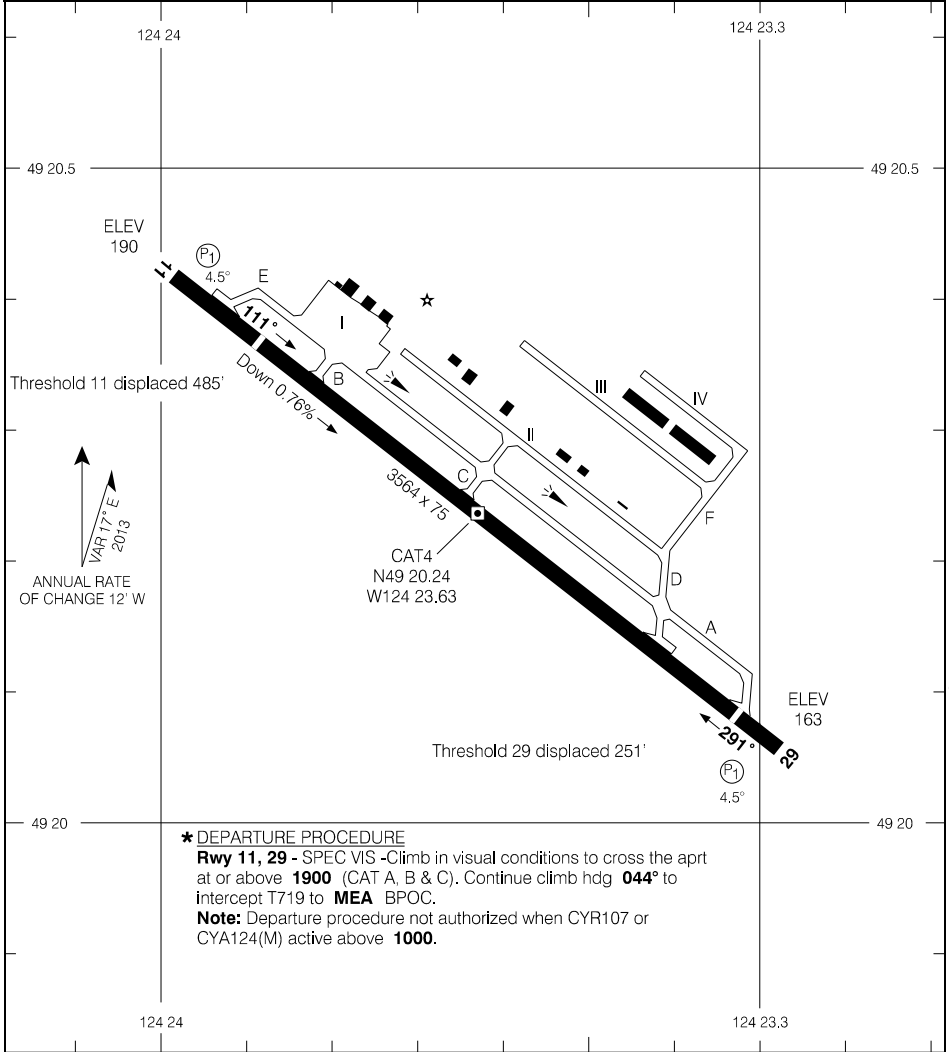 124 24
124 23.3
49 20.5
49 20.5
ELEV
190
P1
4.5°
11
E
111°
I
Threshold 11 displaced 485'
B
Down 0.76%
III
IV
II
3564 x 75
C
F
VAR 17° E
2013
ANNUAL RATE
OF CHANGE 12' W
CAT4
N49 20.24
W124 23.63
D
A
ELEV
163
291°
29
Threshold 29 displaced 251'
P1
4.5°
49 20
49 20
* DEPARTURE PROCEDURE
Rwy 11, 29 - SPEC VIS -Climb in visual conditions to cross the aprt
at or above 1900 (CAT A, B & C). Continue climb hdg 044° to
intercept T719 to MEA BPOC.
Note: Departure procedure not authorized when CYR107 or
CYA124(M) active above 1000.
124 24
124 23.3